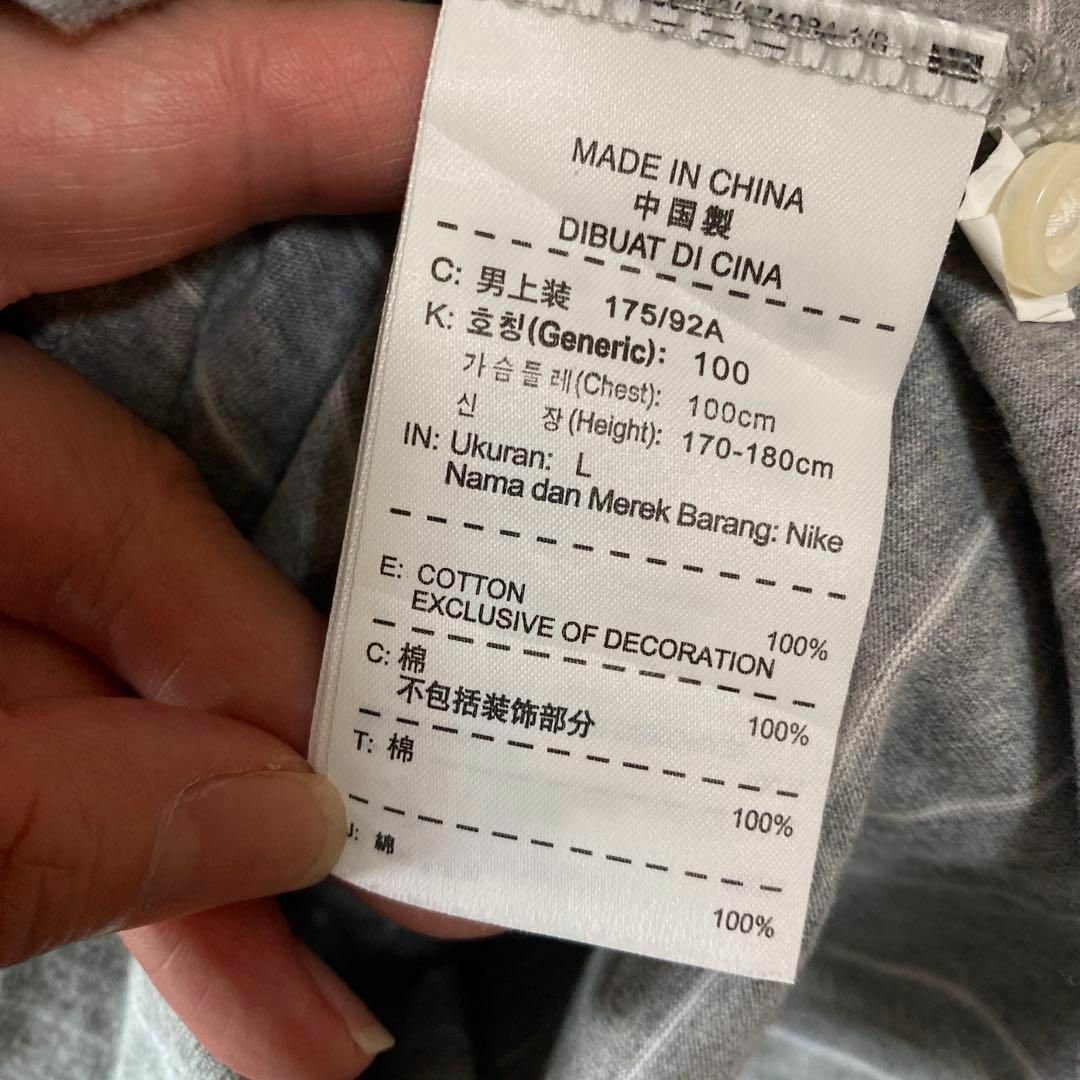 MADE IN CHINA
中国製
DIBUAT DI CINA
C: 男上装 175/92A
K: 호칭(Generic): 100
가슴둘레(Chest): 100cm
신 장(Height): 170-180cm
IN: Ukuran: L
Nama dan Merek Barang: Nike
E: COTTON 100%
EXCLUSIVE OF DECORATION
C: 棉 100%
不包括装饰部分
T: 棉 100%
J: 綿 100%